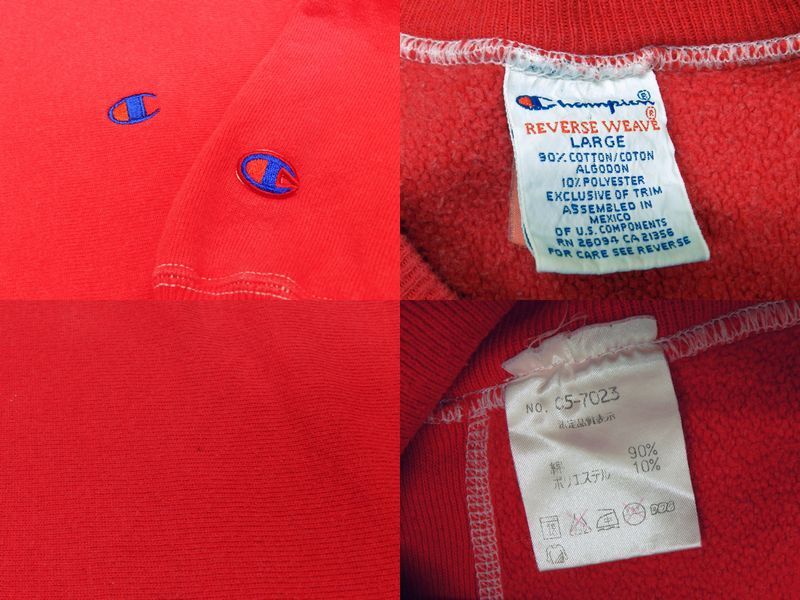 Champion®
REVERSE WEAVE®
LARGE
90% COTTON/COTON
ALGODON
10% POLYESTER
EXCLUSIVE OF TRIM
ASSEMBLED IN
MEXICO
OF U.S. COMPONENTS
RN 26094 CA 21356
FOR CARE SEE REVERSE
NO. C5-7023
綿 90%
ポリエステル 10%